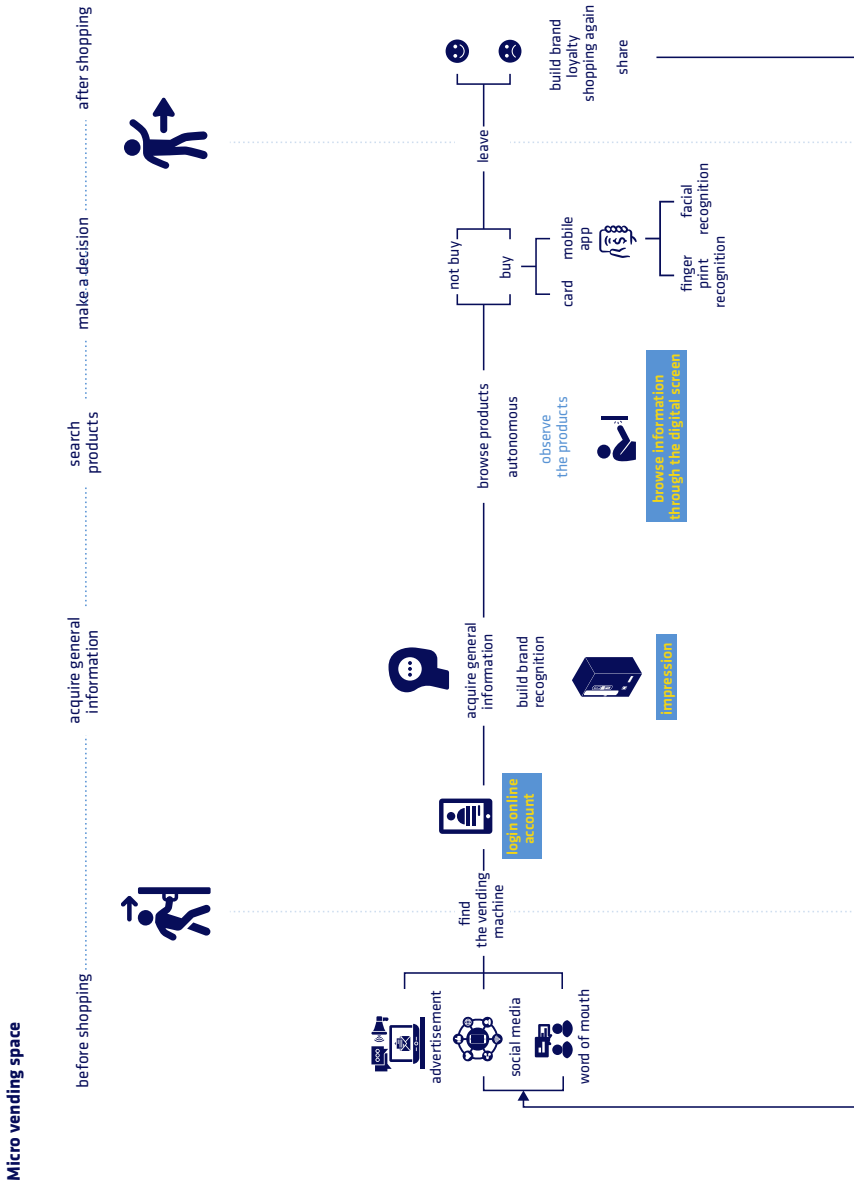 Micro vending space
before shopping
acquire general
information
search
products
make a decision
after shopping
advertisement
social media
word of mouth
find
the vending
machine
login online
account
acquire general
information
build brand
recognition
impression
browse products
autonomous
observe
the products
browse information
through the digital screen
not buy
buy
card
mobile
app
finger
print
recognition
facial
recognition
leave
build brand
loyalty
shopping again
share